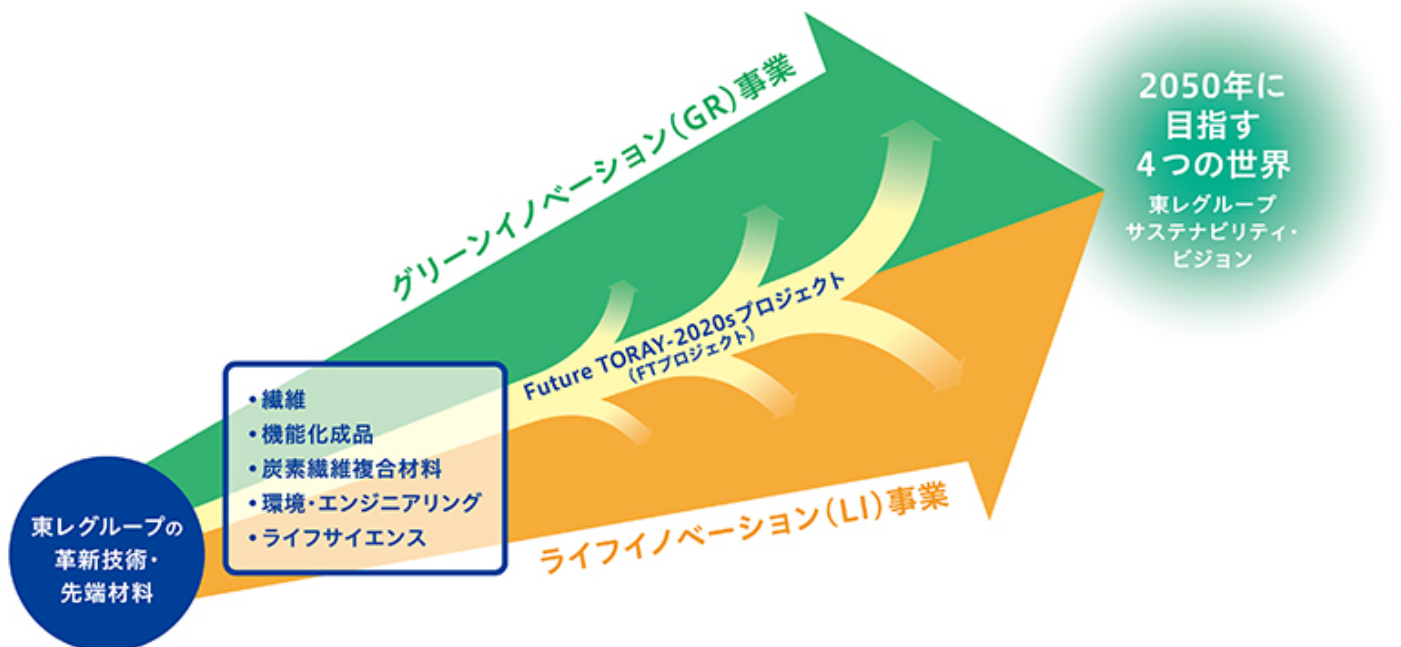 グリーンイノベーション(GR)事業
2050年に
目指す
4つの世界
東レグループ
サステナビリティ・
ビジョン
Future TORAY-2020sプロジェクト
(FTプロジェクト)
・繊維
・機能化成品
・炭素繊維複合材料
・環境・エンジニアリング
・ライフサイエンス
東レグループの
革新技術・
先端材料
ライフイノベーション(LI)事業